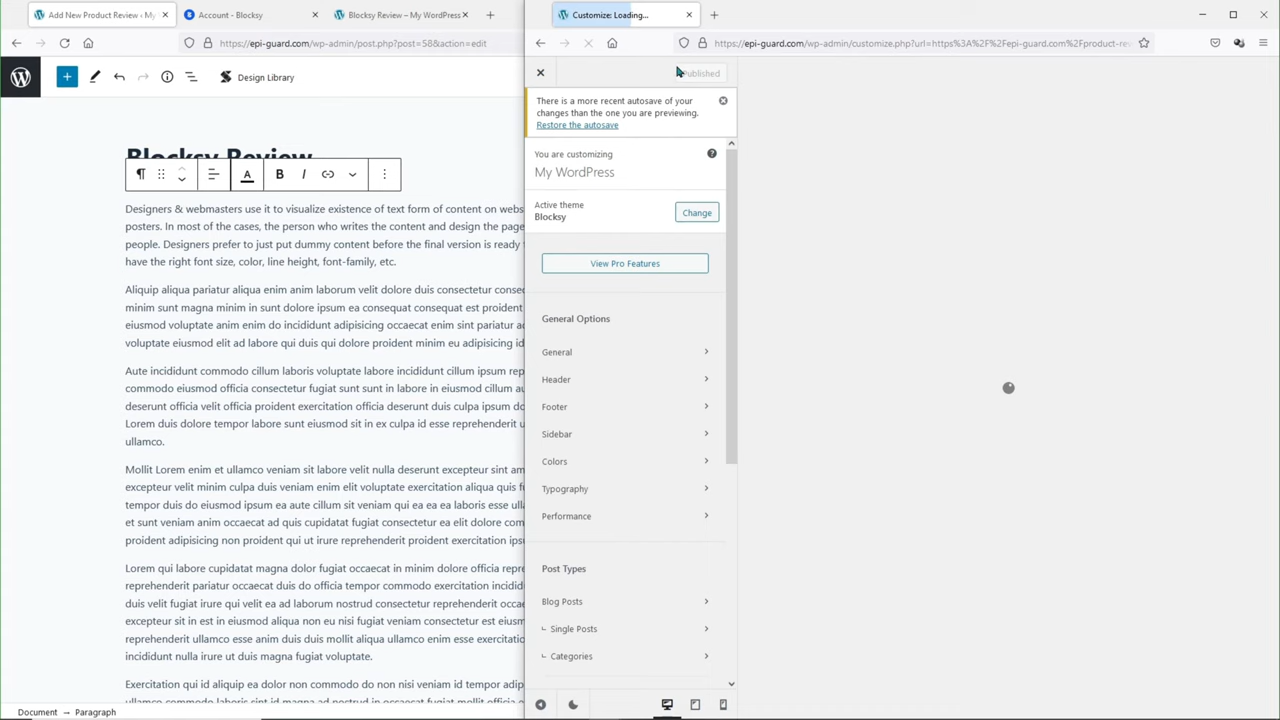 Add New Product Review ‹ M
Account - Blocksy
Blocksy Review – My WordPress
Customize: Loading...
https://epi-guard.com/wp-admin/post.php?post=58&action=edit
https://epi-guard.com/wp-admin/customize.php?url=https%3A%2F%2Fepi-guard.com%2Fproduct-re
Design Library
Published
Blocksy Review
A
B
I
Designers & webmasters use it to visualize existence of text form of content on webs
posters. In most of the cases, the person who writes the content and design the page
people. Designers prefer to just put dummy content before the final version is ready t
have the right font size, color, line height, font-family, etc.
Aliquip aliqua pariatur aliqua enim anim laborum velit dolore duis consectetur conse
minim sunt magna minim in sunt dolore ipsum ea consequat consequat est proident
eiusmod voluptate anim enim do incididunt adipisicing occaecat enim sint pariatur a
voluptate eiusmod elit ad labore qui duis qui dolore proident minim eu adipisicing id
Aute incididunt commodo cillum laboris voluptate labore incididunt cillum ipsum rep
commodo eiusmod officia consectetur fugiat sunt sunt in labore in eiusmod cillum au
deserunt officia velit officia proident exercitation officia deserunt duis culpa ipsum do
Lorem duis dolore tempor labore sunt eiusmod sit in ex cillum id esse reprehenderit
ullamco.
Mollit Lorem enim et ullamco veniam sit labore velit nulla deserunt excepteur sint am
excepteur velit minim culpa duis veniam enim elit voluptate exercitation aliqua nulla
tempor duis do eiusmod ipsum ea aute cillum sit qui ea ea ea laboris esse ullamco
et sunt veniam anim occaecat ad quis cupidatat fugiat consectetur ea elit dolore com
proident adipisicing non proident qui ut irure reprehenderit proident exercitation ips
Lorem qui labore cupidatat magna dolor fugiat occaecat in minim dolore officia
reprehenderit pariatur occaecat duis do officia tempor commodo exercitation incididunt
duis velit fugiat irure qui velit ea ad laborum nostrud consectetur occaecat
excepteur sit in est in eiusmod aliqua non eu nisi veniam consectetur est
reprehenderit ullamco esse anim duis duis mollit aliqua ullamco enim exercitation
incididunt nulla irure ut duis magna fugiat voluptate.
Exercitation qui id aliquip ea dolor non commodo do non nisi veniam id
Document → Paragraph
There is a more recent autosave of your
changes than the one you are previewing.
Restore the autosave
You are customizing
My WordPress
Active theme
Blocksy
Change
View Pro Features
General Options
General
Header
Footer
Sidebar
Colors
Typography
Performance
Post Types
Blog Posts
Single Posts
Categories